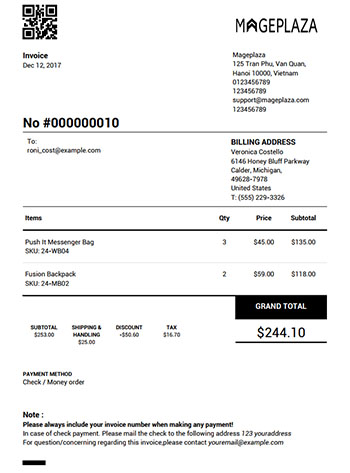 MAGEPLAZA
Invoice
Dec 12, 2017
Mageplaza
125 Tran Phu, Van Quan,
Hanoi 10000, Vietnam
0123456789
123456789
support@mageplaza.com
123456789
No #000000010
To:
roni_cost@example.com
BILLING ADDRESS
Veronica Costello
6146 Honey Bluff Parkway
Calder, Michigan,
49628-7978
United States
T: (555) 229-3326
Items Qty Price Subtotal
Push It Messenger Bag 3 $45.00 $135.00
SKU: 24-WB04
Fusion Backpack 2 $59.00 $118.00
SKU: 24-MB02
GRAND TOTAL
$244.10
SUBTOTAL
$253.00
SHIPPING &
HANDLING
$25.00
DISCOUNT
-$50.60
TAX
$16.70
PAYMENT METHOD
Check / Money order
Note :
Please always include your invoice number when making any payment!
In case of check payment. Please mail the check to the following address 123 youraddress
For question/concerning regarding this invoice,please contact youremail@example.com